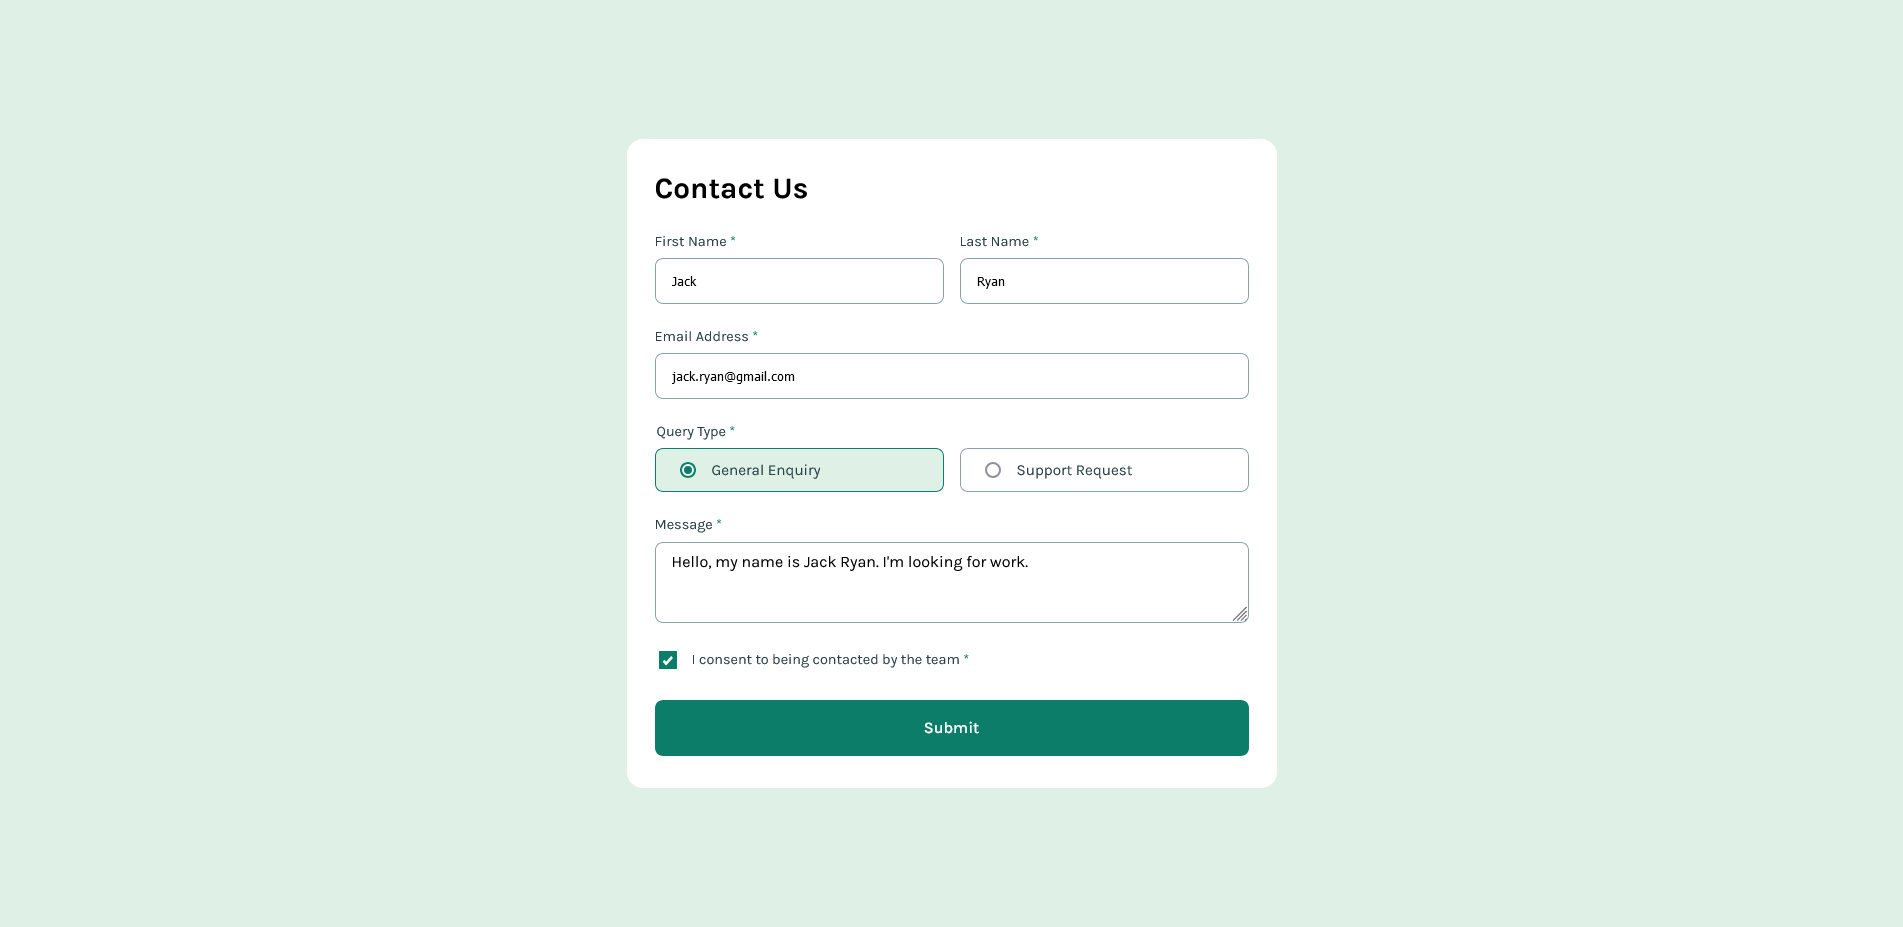 Contact Us
First Name * Last Name *
Jack Ryan
Email Address *
jack.ryan@gmail.com
Query Type *
General Enquiry Support Request
Message *
Hello, my name is Jack Ryan. I'm looking for work.
I consent to being contacted by the team *
Submit